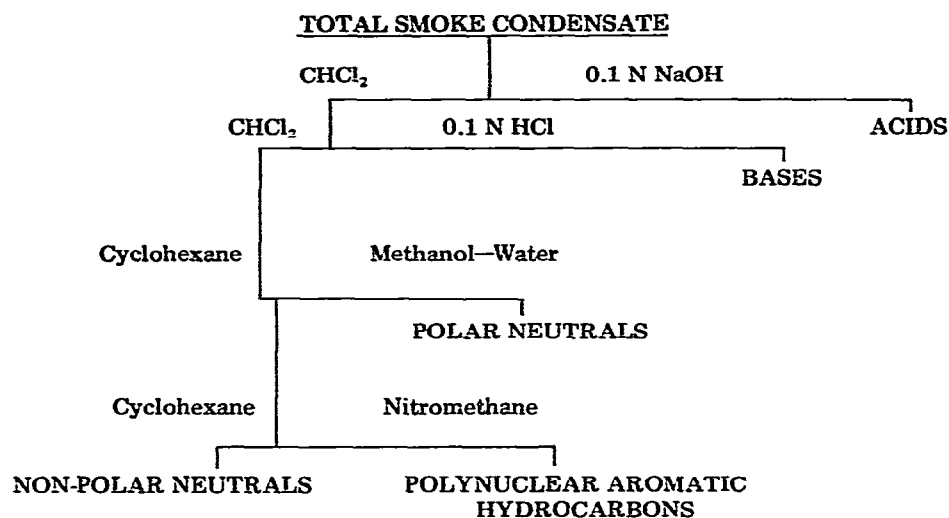 TOTAL SMOKE CONDENSATE
CHCl₂ 0.1 N NaOH
CHCl₂ 0.1 N HCl ACIDS
BASES
Cyclohexane Methanol—Water
POLAR NEUTRALS
Cyclohexane Nitromethane
NON-POLAR NEUTRALS POLYNUCLEAR AROMATIC
HYDROCARBONS